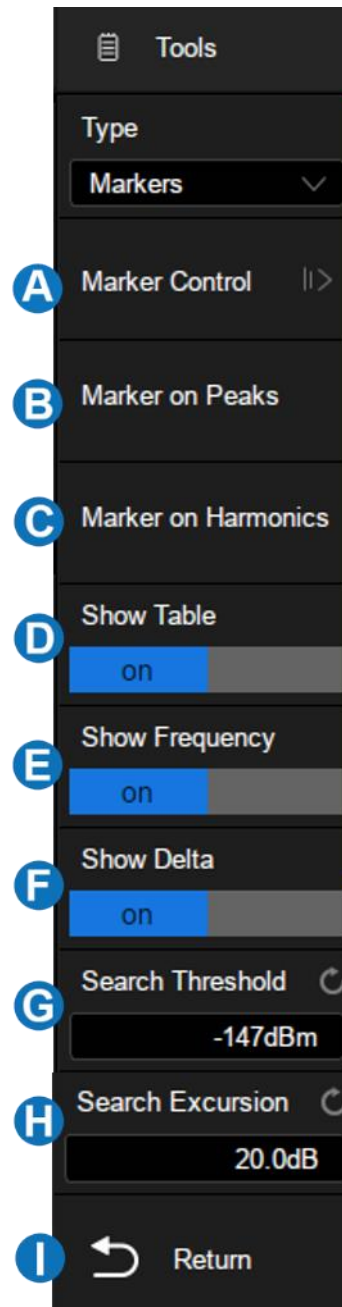 Tools
Type
Markers
A Marker Control
B Marker on Peaks
C Marker on Harmonics
Show Table
D
on
Show Frequency
E
on
Show Delta
F
on
Search Threshold
G
-147dBm
Search Excursion
H
20.0dB
I Return